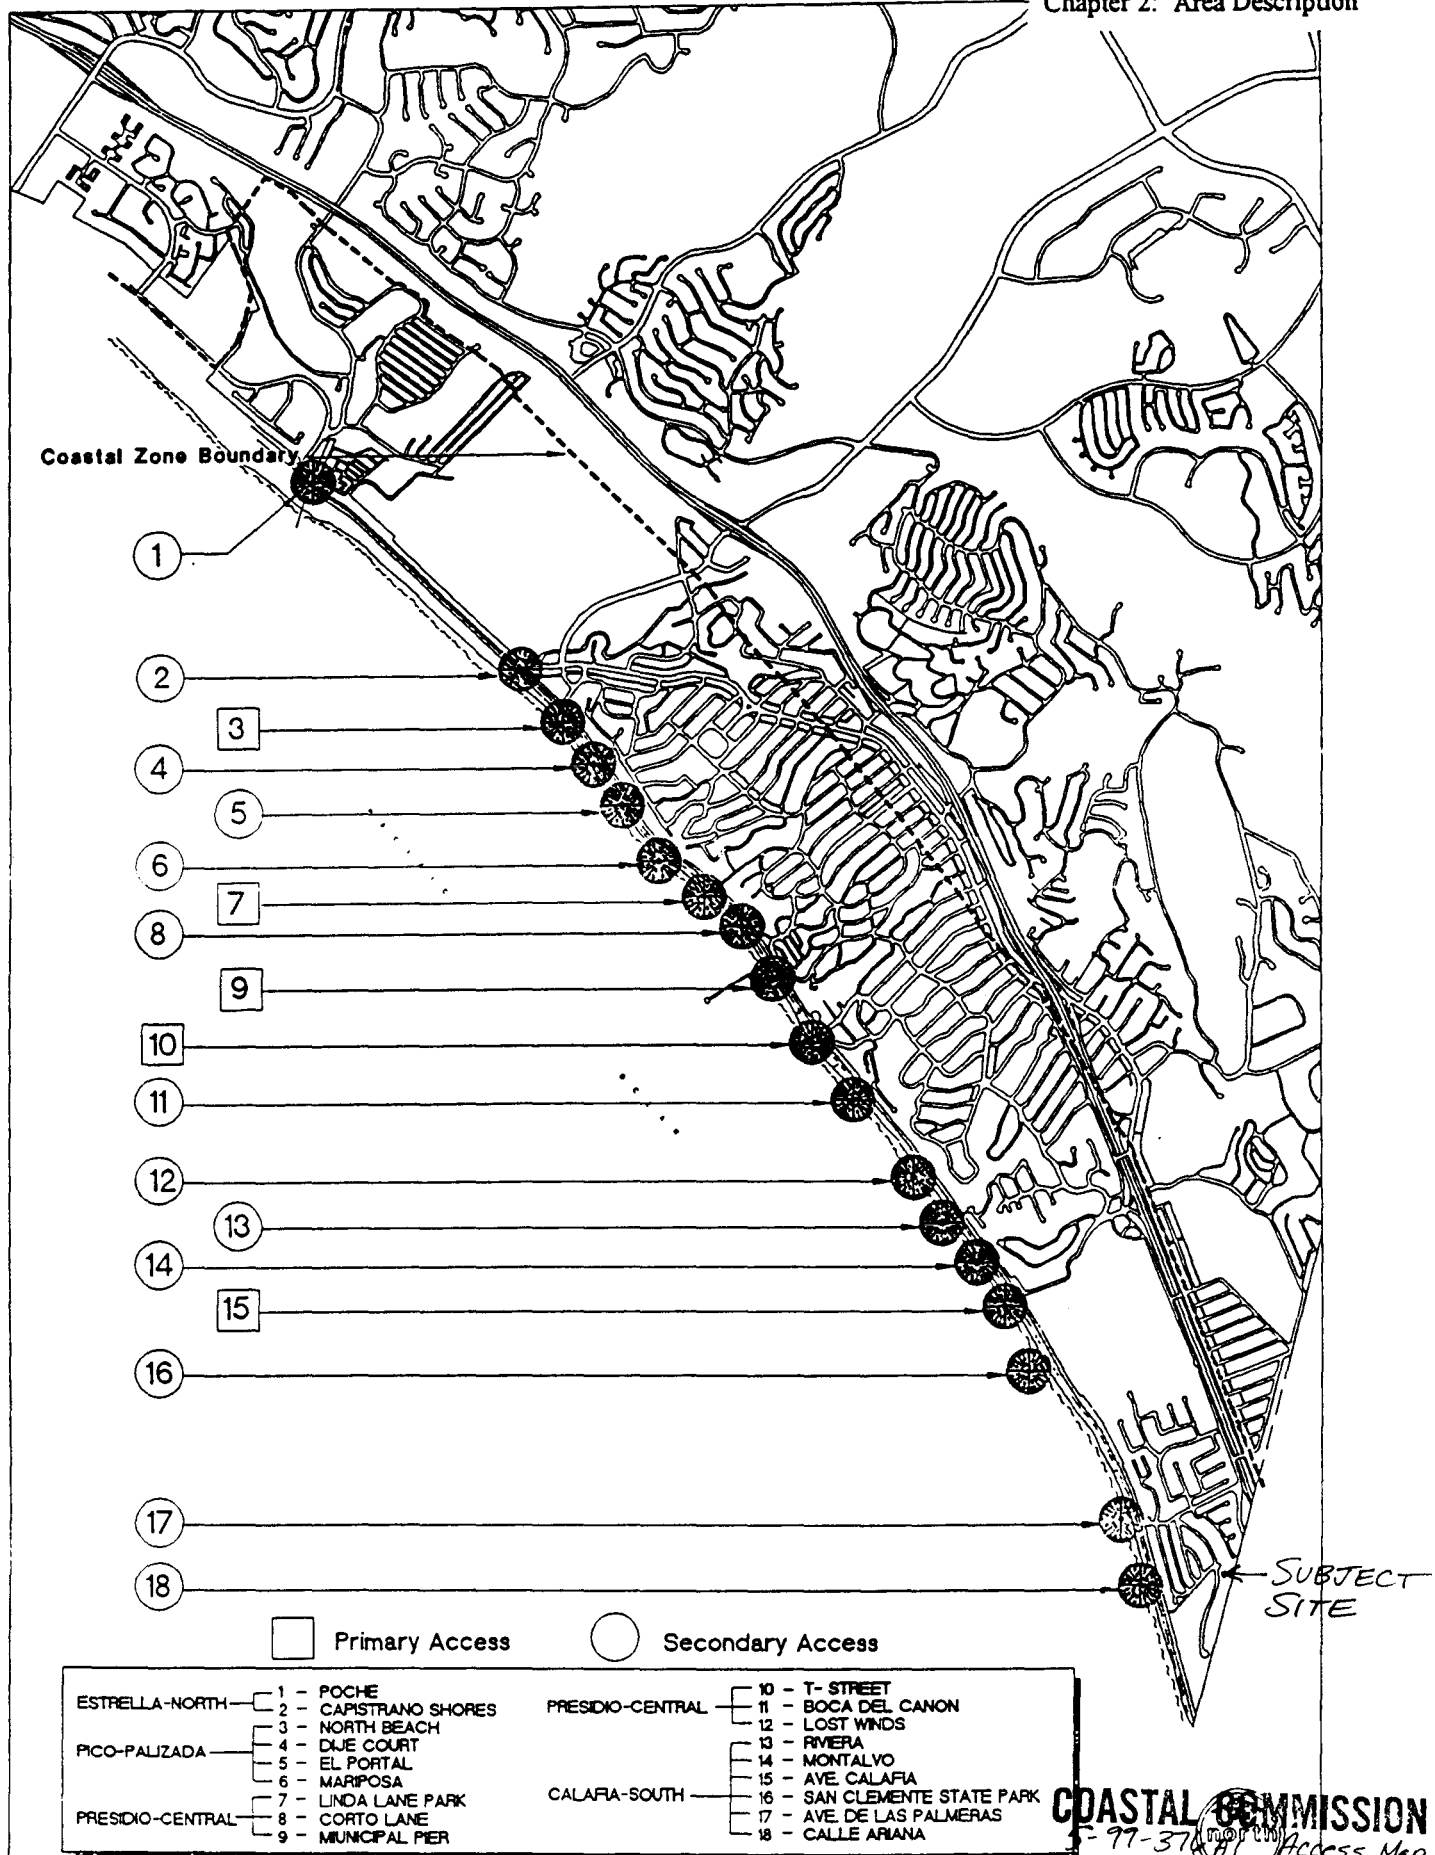 Chapter 2: Area Description
Coastal Zone Boundary
1
2
3
4
5
6
7
8
9
10
11
12
13
14
15
16
17
18
SUBJECT
SITE
Primary Access
Secondary Access
ESTRELLA-NORTH
1 - POCHE
2 - CAPISTRANO SHORES
PICO-PALIZADA
3 - NORTH BEACH
4 - DIJE COURT
5 - EL PORTAL
6 - MARIPOSA
PRESIDIO-CENTRAL
7 - LINDA LANE PARK
8 - CORTO LANE
9 - MUNICIPAL PIER
PRESIDIO-CENTRAL
10 - T- STREET
11 - BOCA DEL CANON
12 - LOST WINDS
CALAFIA-SOUTH
13 - RIVIERA
14 - MONTALVO
15 - AVE. CALAFIA
16 - SAN CLEMENTE STATE PARK
17 - AVE. DE LAS PALMERAS
18 - CALLE ARIANA
COASTAL COMMISSION
north
Access Map